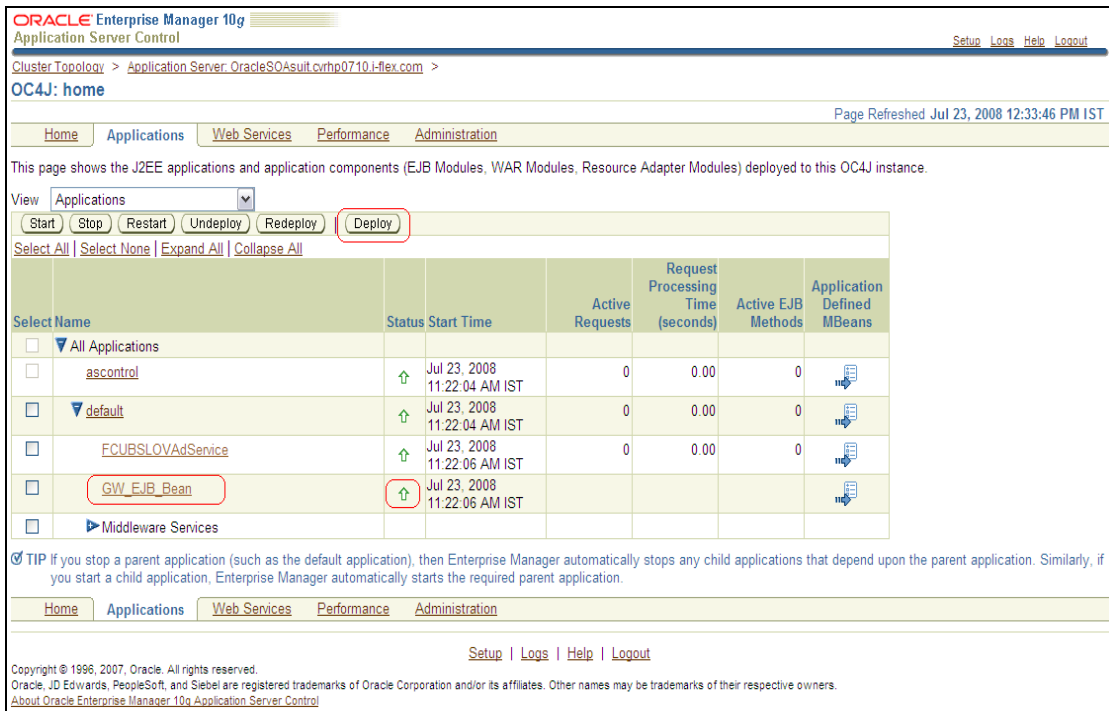 ORACLE Enterprise Manager 10g
Application Server Control
Setup Logs Help Logout
Cluster Topology > Application Server: OracleSOAsuit.cvrhp0710.i-flex.com >
OC4J: home
Page Refreshed Jul 23, 2008 12:33:46 PM IST
Home Applications Web Services Performance Administration
This page shows the J2EE applications and application components (EJB Modules, WAR Modules, Resource Adapter Modules) deployed to this OC4J instance.
View Applications
Start Stop Restart Undeploy Redeploy | Deploy
Select All | Select None | Expand All | Collapse All
Select Name Status Start Time Active Requests Request Processing Time (seconds) Active EJB Methods Application Defined MBeans
All Applications
ascontrol Jul 23, 2008 11:22:04 AM IST 0 0.00 0
default Jul 23, 2008 11:22:04 AM IST 0 0.00 0
FCUBSLOVAdService Jul 23, 2008 11:22:06 AM IST 0 0.00 0
GW_EJB_Bean Jul 23, 2008 11:22:06 AM IST
Middleware Services
TIP If you stop a parent application (such as the default application), then Enterprise Manager automatically stops any child applications that depend upon the parent application. Similarly, if
you start a child application, Enterprise Manager automatically starts the required parent application.
Home Applications Web Services Performance Administration
Setup | Logs | Help | Logout
Copyright © 1996, 2007, Oracle. All rights reserved.
Oracle, JD Edwards, PeopleSoft, and Siebel are registered trademarks of Oracle Corporation and/or its affiliates. Other names may be trademarks of their respective owners.
About Oracle Enterprise Manager 10g Application Server Control